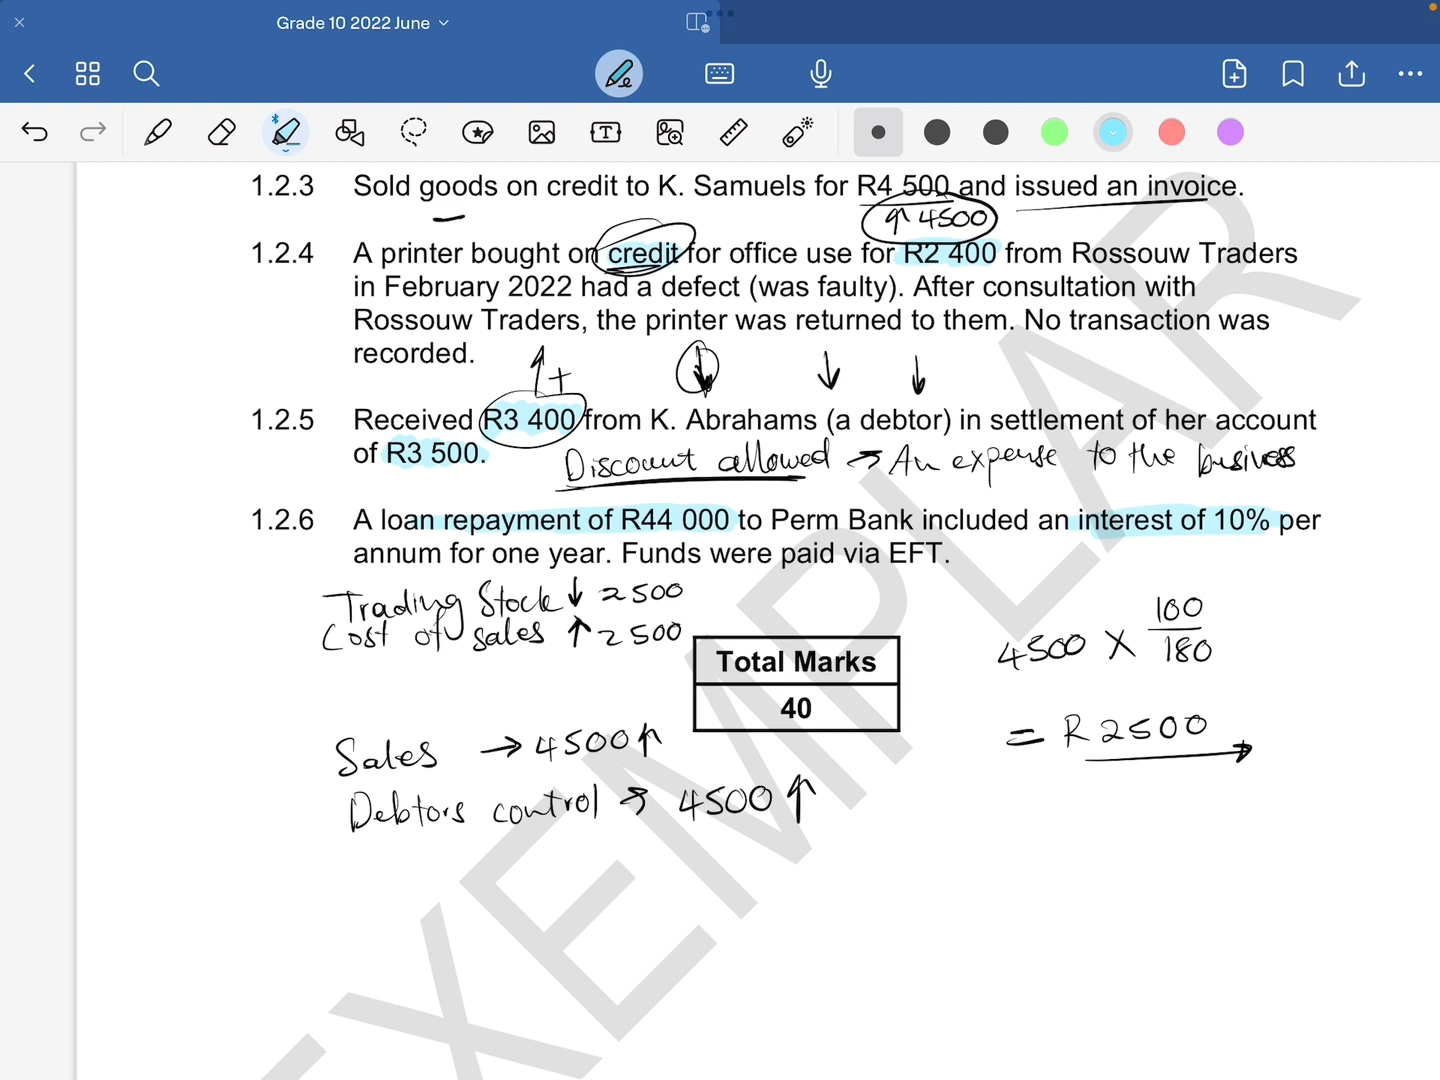 Grade 10 2022 June
1.2.3 Sold goods on credit to K. Samuels for R4 500 and issued an invoice.
↑ 4500
1.2.4 A printer bought on credit for office use for R2 400 from Rossouw Traders
in February 2022 had a defect (was faulty). After consultation with
Rossouw Traders, the printer was returned to them. No transaction was
recorded.
↑ + ↓ ↓ ↓
1.2.5 Received R3 400 from K. Abrahams (a debtor) in settlement of her account
of R3 500.
Discount allowed → An expense to the business
1.2.6 A loan repayment of R44 000 to Perm Bank included an interest of 10% per
annum for one year. Funds were paid via EFT.
Trading Stock ↓ 2500
Cost of sales ↑ 2500
4500 × 100/180
Total Marks
40
= R 2500
Sales → 4500 ↑
Debtors control → 4500 ↑
EXEMPLAR